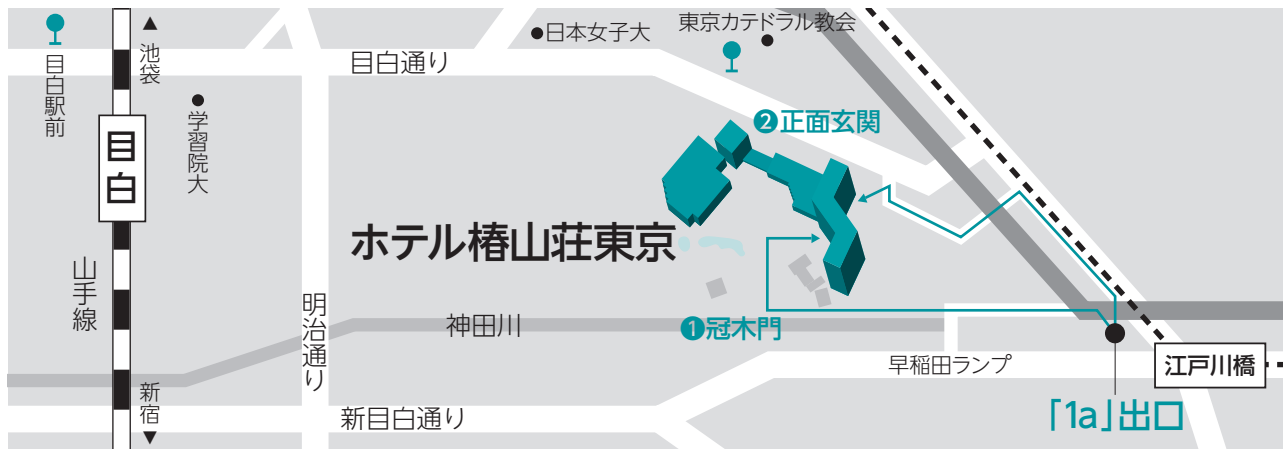 ▲
池袋
目白駅前
目白
学習院大
山手線
新宿
▼
明治通り
目白通り
●日本女子大
東京カテドラル教会
❷正面玄関
ホテル椿山荘東京
神田川
❶冠木門
早稲田ランプ
江戸川橋
「1a」出口
新目白通り